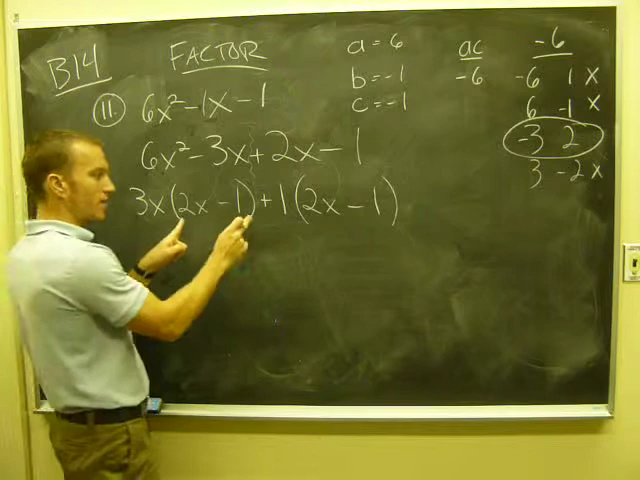 B14
FACTOR
11. 6x² - 1x - 1
6x² - 3x + 2x - 1
3x(2x - 1) + 1(2x - 1)
a = 6
b = -1
c = -1
ac
-6
-6
-6 1 x
6 -1 x
-3 2
3 -2 x